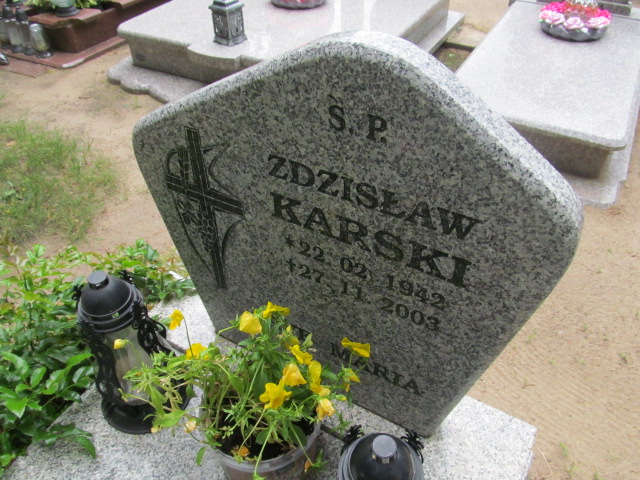 Ś. P.
ZDZISŁAW
KARSKI
* 22. 02. 1942
† 27. 11. 2003
MARIA